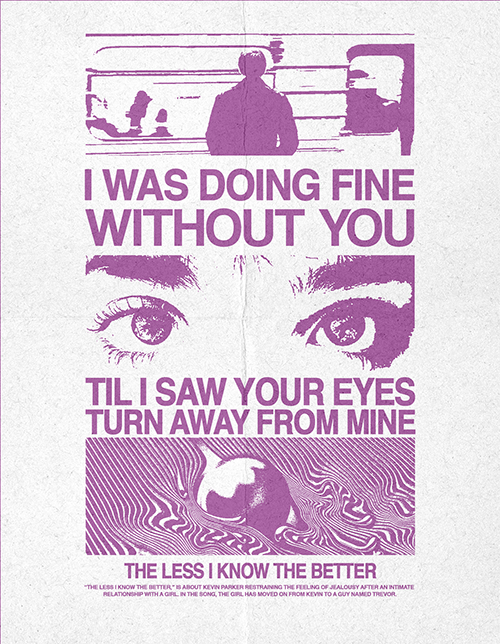 I WAS DOING FINE
WITHOUT YOU
TIL I SAW YOUR EYES
TURN AWAY FROM MINE
THE LESS I KNOW THE BETTER
"THE LESS I KNOW THE BETTER," IS ABOUT KEVIN PARKER RESTRAINING THE FEELING OF JEALOUSY AFTER AN INTIMATE
RELATIONSHIP WITH A GIRL. IN THE SONG, THE GIRL HAS MOVED ON FROM KEVIN TO A GUY NAMED TREVOR.